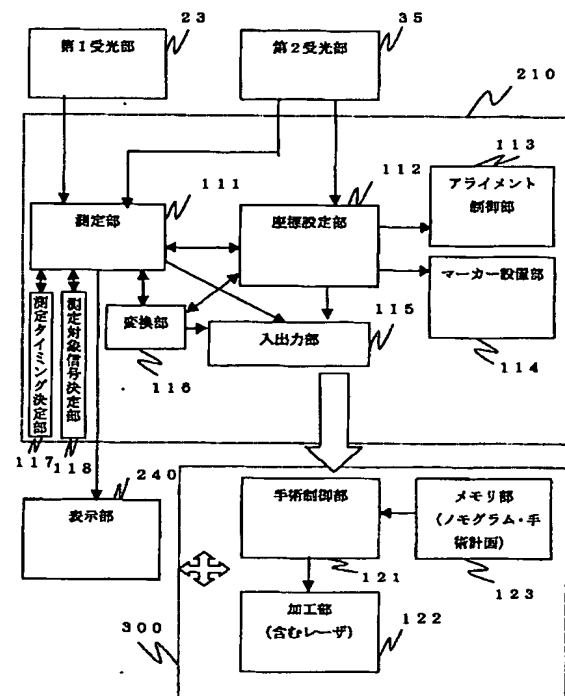 ２３
３５
第１受光部
第２受光部
２１０
１１３
１１１
１１２
アライメント
制御部
測定部
座標設定部
マーカー設置部
測定タイミング決定部
測定対象信号決定部
変換部
１１５
入出力部
１１６
１１４
１１７
１１８
２４０
表示部
手術制御部
メモリ部
(ノモグラム・手
術計画)
１２１
１２３
加工部
(含むレーザ)
３００
１２２